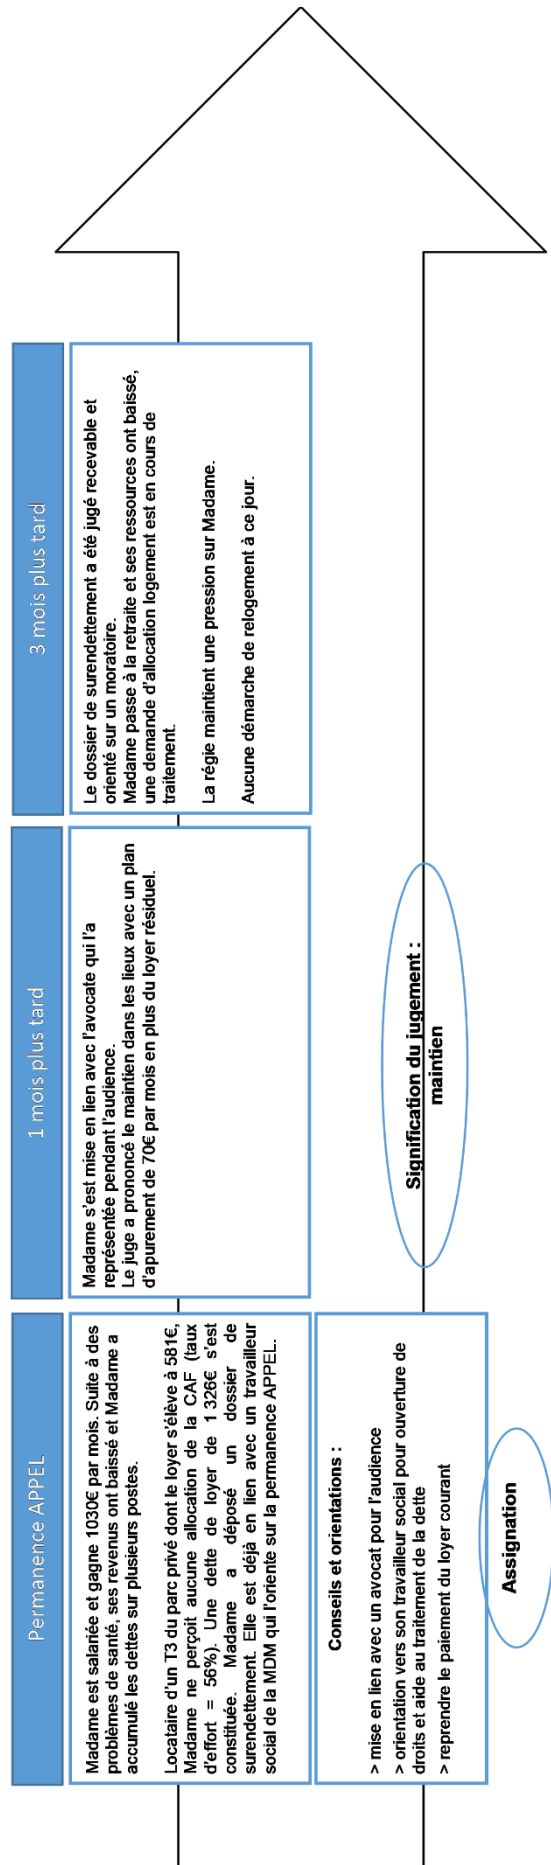 Permanence APPEL
Madame est salariée et gagne 1030€ par mois. Suite à des
problèmes de santé, ses revenus ont baissé et Madame a
accumulé les dettes sur plusieurs postes.
Locataire d'un T3 du parc privé dont le loyer s'élève à 581€,
Madame ne perçoit aucune allocation de la CAF (taux
d'effort = 56%). Une dette de loyer de 1 326€ s'est
constituée. Madame a déposé un dossier de
surendettement. Elle est déjà en lien avec un travailleur
social de la MDM qui l'oriente sur la permanence APPEL.
Conseils et orientations :
> mise en lien avec un avocat pour l'audience
> orientation vers son travailleur social pour ouverture de
droits et aide au traitement de la dette
> reprendre le paiement du loyer courant
Assignation
1 mois plus tard
Madame s'est mise en lien avec l'avocate qui l'a
représentée pendant l'audience.
Le juge a prononcé le maintien dans les lieux avec un plan
d'apurement de 70€ par mois en plus du loyer résiduel.
Signification du jugement :
maintien
3 mois plus tard
Le dossier de surendettement a été jugé recevable et
orienté sur un moratoire.
Madame passe à la retraite et ses ressources ont baissé,
une demande d'allocation logement est en cours de
traitement.
La régie maintient une pression sur Madame.
Aucune démarche de relogement à ce jour.